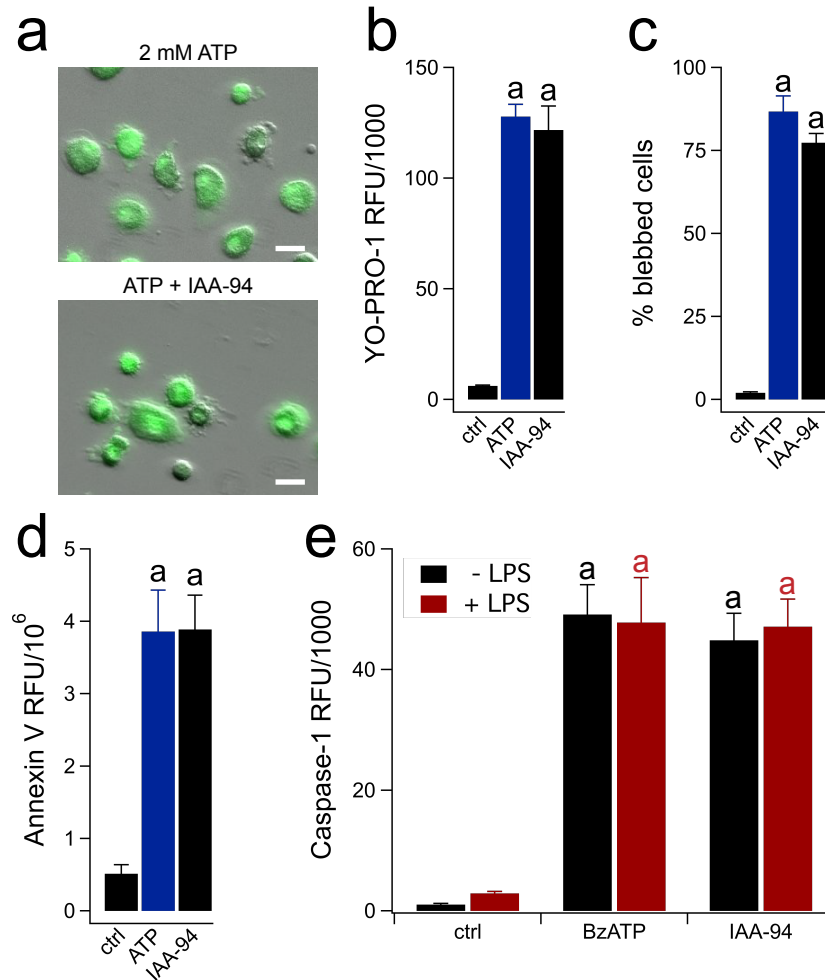 a
2 mM ATP
ATP + IAA-94
b
YO-PRO-1 RFU/1000
150
100
50
0
a
a
ctrl
ATP
IAA-94
c
% blebbed cells
100
75
50
25
0
a
a
ctrl
ATP
IAA-94
d
Annexin V RFU/10⁶
5
4
3
2
1
0
a
a
ctrl
ATP
IAA-94
e
Caspase-1 RFU/1000
60
40
20
0
- LPS
+ LPS
a
a
a
a
ctrl
BzATP
IAA-94